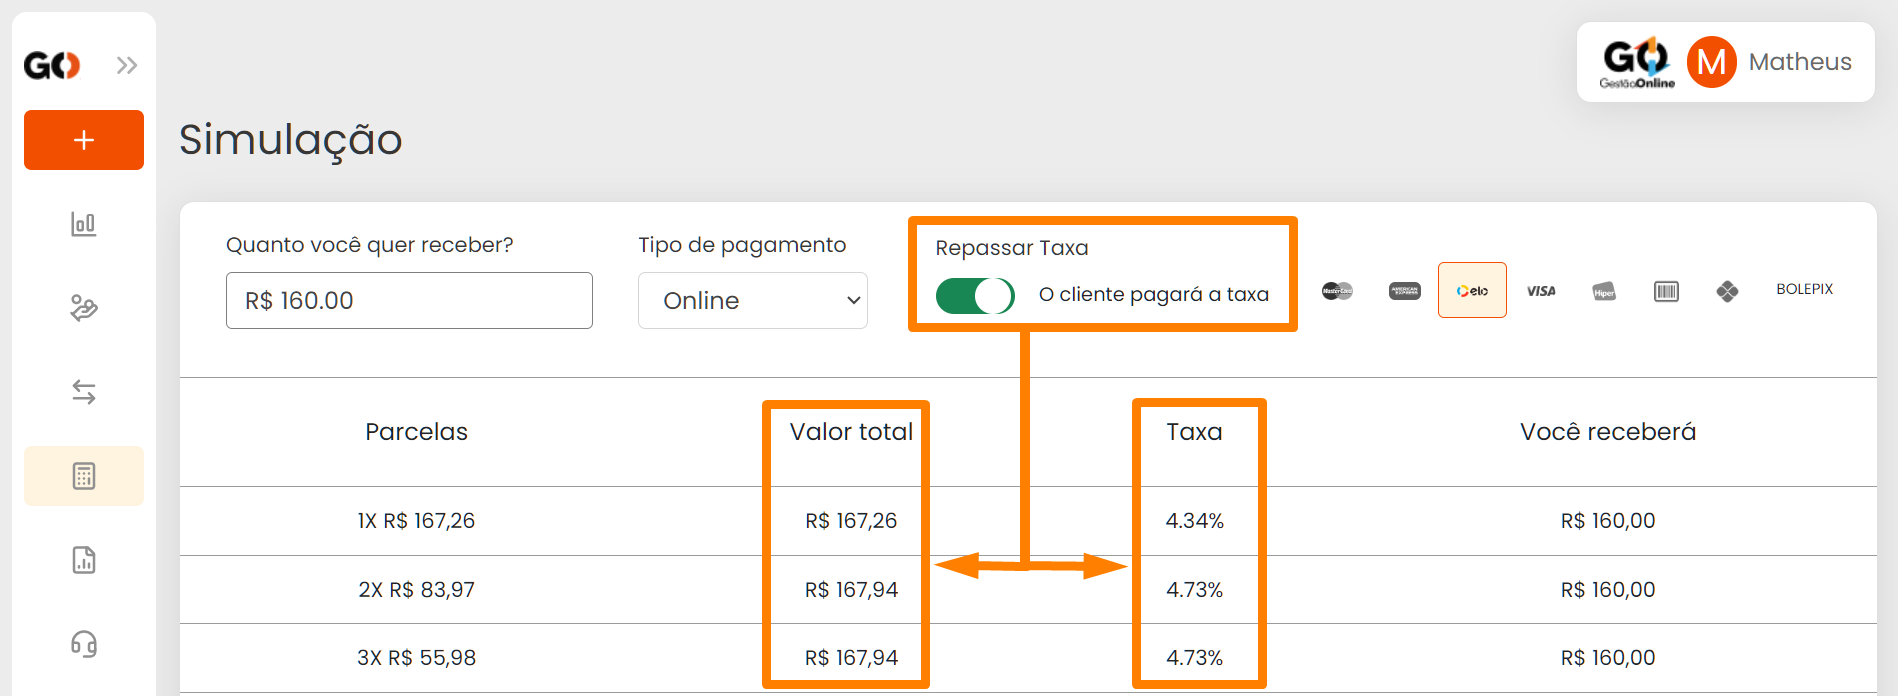 GO
GO
GestãoOnline
M
Matheus
Simulação
Quanto você quer receber?
R$ 160.00
Tipo de pagamento
Online
Repassar Taxa
O cliente pagará a taxa
MasterCard
AMERICAN EXPRESS
elo
VISA
Hiper
BOLEPIX
Parcelas Valor total Taxa Você receberá
1X R$ 167,26 R$ 167,26 4.34% R$ 160,00
2X R$ 83,97 R$ 167,94 4.73% R$ 160,00
3X R$ 55,98 R$ 167,94 4.73% R$ 160,00